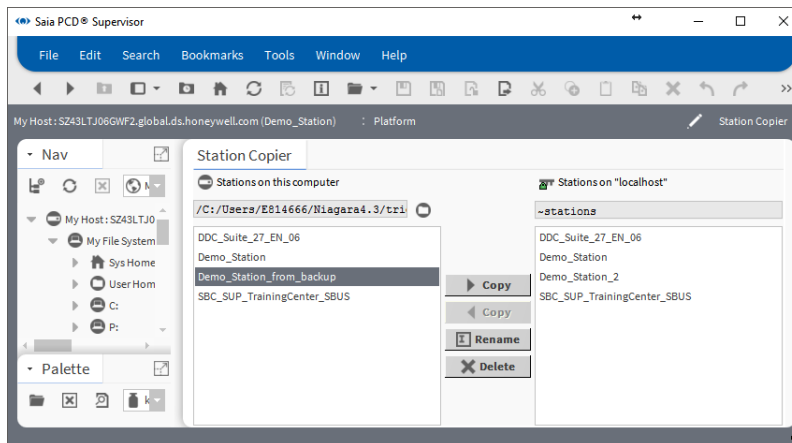 Saia PCD® Supervisor
File Edit Search Bookmarks Tools Window Help
My Host : SZ43LTJ06GWF2.global.ds.honeywell.com (Demo_Station) : Platform Station Copier
Nav
My Host : SZ43LTJ0
My File System
Sys Home
User Hom
C:
P:
Palette
k
Station Copier
Stations on this computer
/C:/Users/E814666/Niagara4.3/tri
DDC_Suite_27_EN_06
Demo_Station
Demo_Station_from_backup
SBC_SUP_TrainingCenter_SBUS
Copy
Copy
Rename
Delete
Stations on "localhost"
~stations
DDC_Suite_27_EN_06
Demo_Station
Demo_Station_2
SBC_SUP_TrainingCenter_SBUS